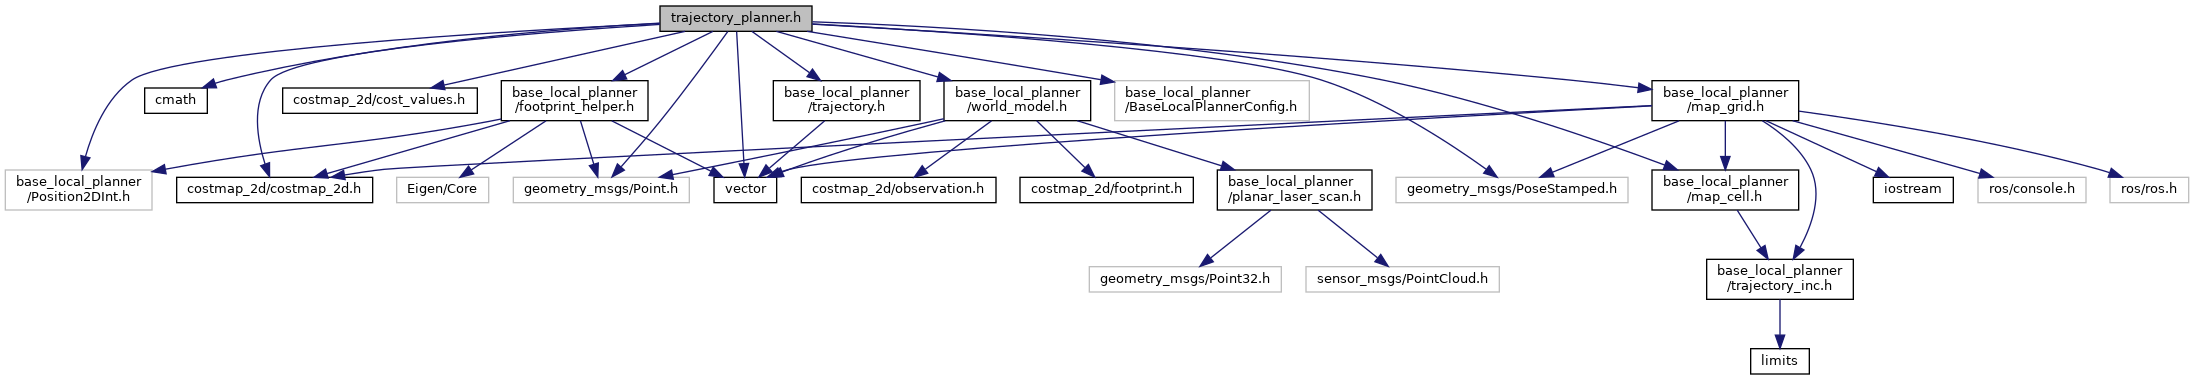 trajectory_planner.h
cmath
costmap_2d/cost_values.h
base_local_planner
/footprint_helper.h
base_local_planner
/trajectory.h
base_local_planner
/world_model.h
base_local_planner
/BaseLocalPlannerConfig.h
base_local_planner
/map_grid.h
base_local_planner
/Position2DInt.h
costmap_2d/costmap_2d.h
Eigen/Core
geometry_msgs/Point.h
vector
costmap_2d/observation.h
costmap_2d/footprint.h
base_local_planner
/planar_laser_scan.h
geometry_msgs/PoseStamped.h
base_local_planner
/map_cell.h
iostream
ros/console.h
ros/ros.h
geometry_msgs/Point32.h
sensor_msgs/PointCloud.h
base_local_planner
/trajectory_inc.h
limits